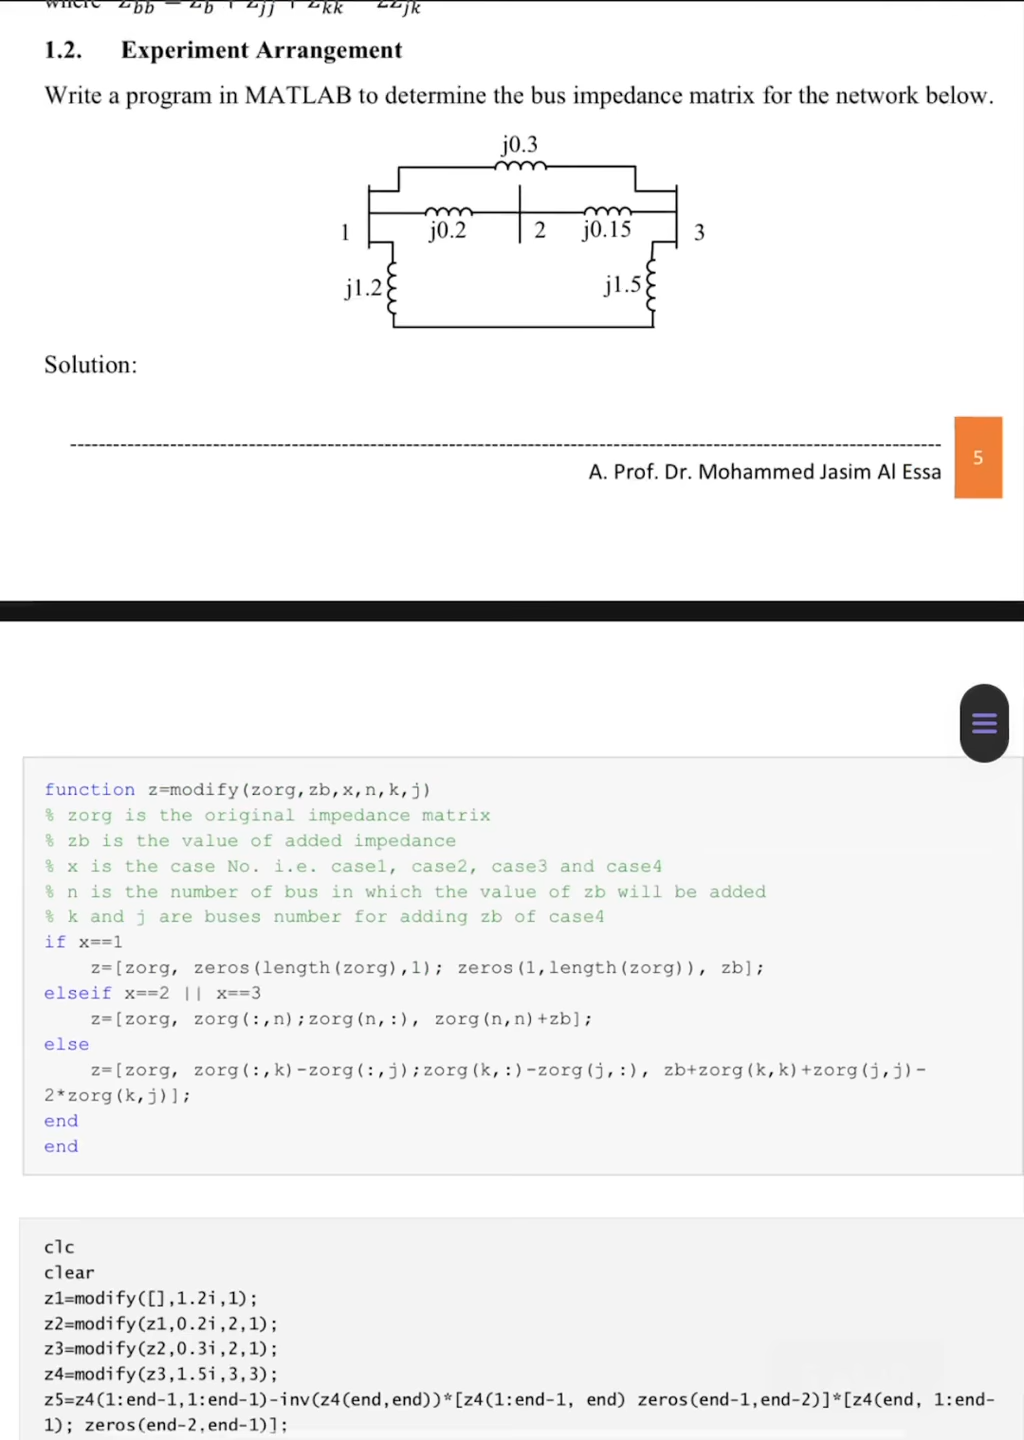 1.2. Experiment Arrangement
Write a program in MATLAB to determine the bus impedance matrix for the network below.
j0.3
1 j0.2 2 j0.15 3
j1.2 j1.5
Solution:
A. Prof. Dr. Mohammed Jasim Al Essa
5
function z=modify(zorg,zb,x,n,k,j)
% zorg is the original impedance matrix
% zb is the value of added impedance
% x is the case No. i.e. case1, case2, case3 and case4
% n is the number of bus in which the value of zb will be added
% k and j are buses number for adding zb of case4
if x==1
z=[zorg, zeros(length(zorg),1); zeros(1,length(zorg)), zb];
elseif x==2 || x==3
z=[zorg, zorg(:,n);zorg(n,:), zorg(n,n)+zb];
else
z=[zorg, zorg(:,k)-zorg(:,j);zorg(k,:)-zorg(j,:), zb+zorg(k,k)+zorg(j,j)-
2*zorg(k,j)];
end
end
clc
clear
z1=modify([],1.2i,1);
z2=modify(z1,0.2i,2,1);
z3=modify(z2,0.3i,2,1);
z4=modify(z3,1.5i,3,3);
z5=z4(1:end-1,1:end-1)-inv(z4(end,end))*[z4(1:end-1, end) zeros(end-1,end-2)]*[z4(end, 1:end-
1); zeros(end-2,end-1)];